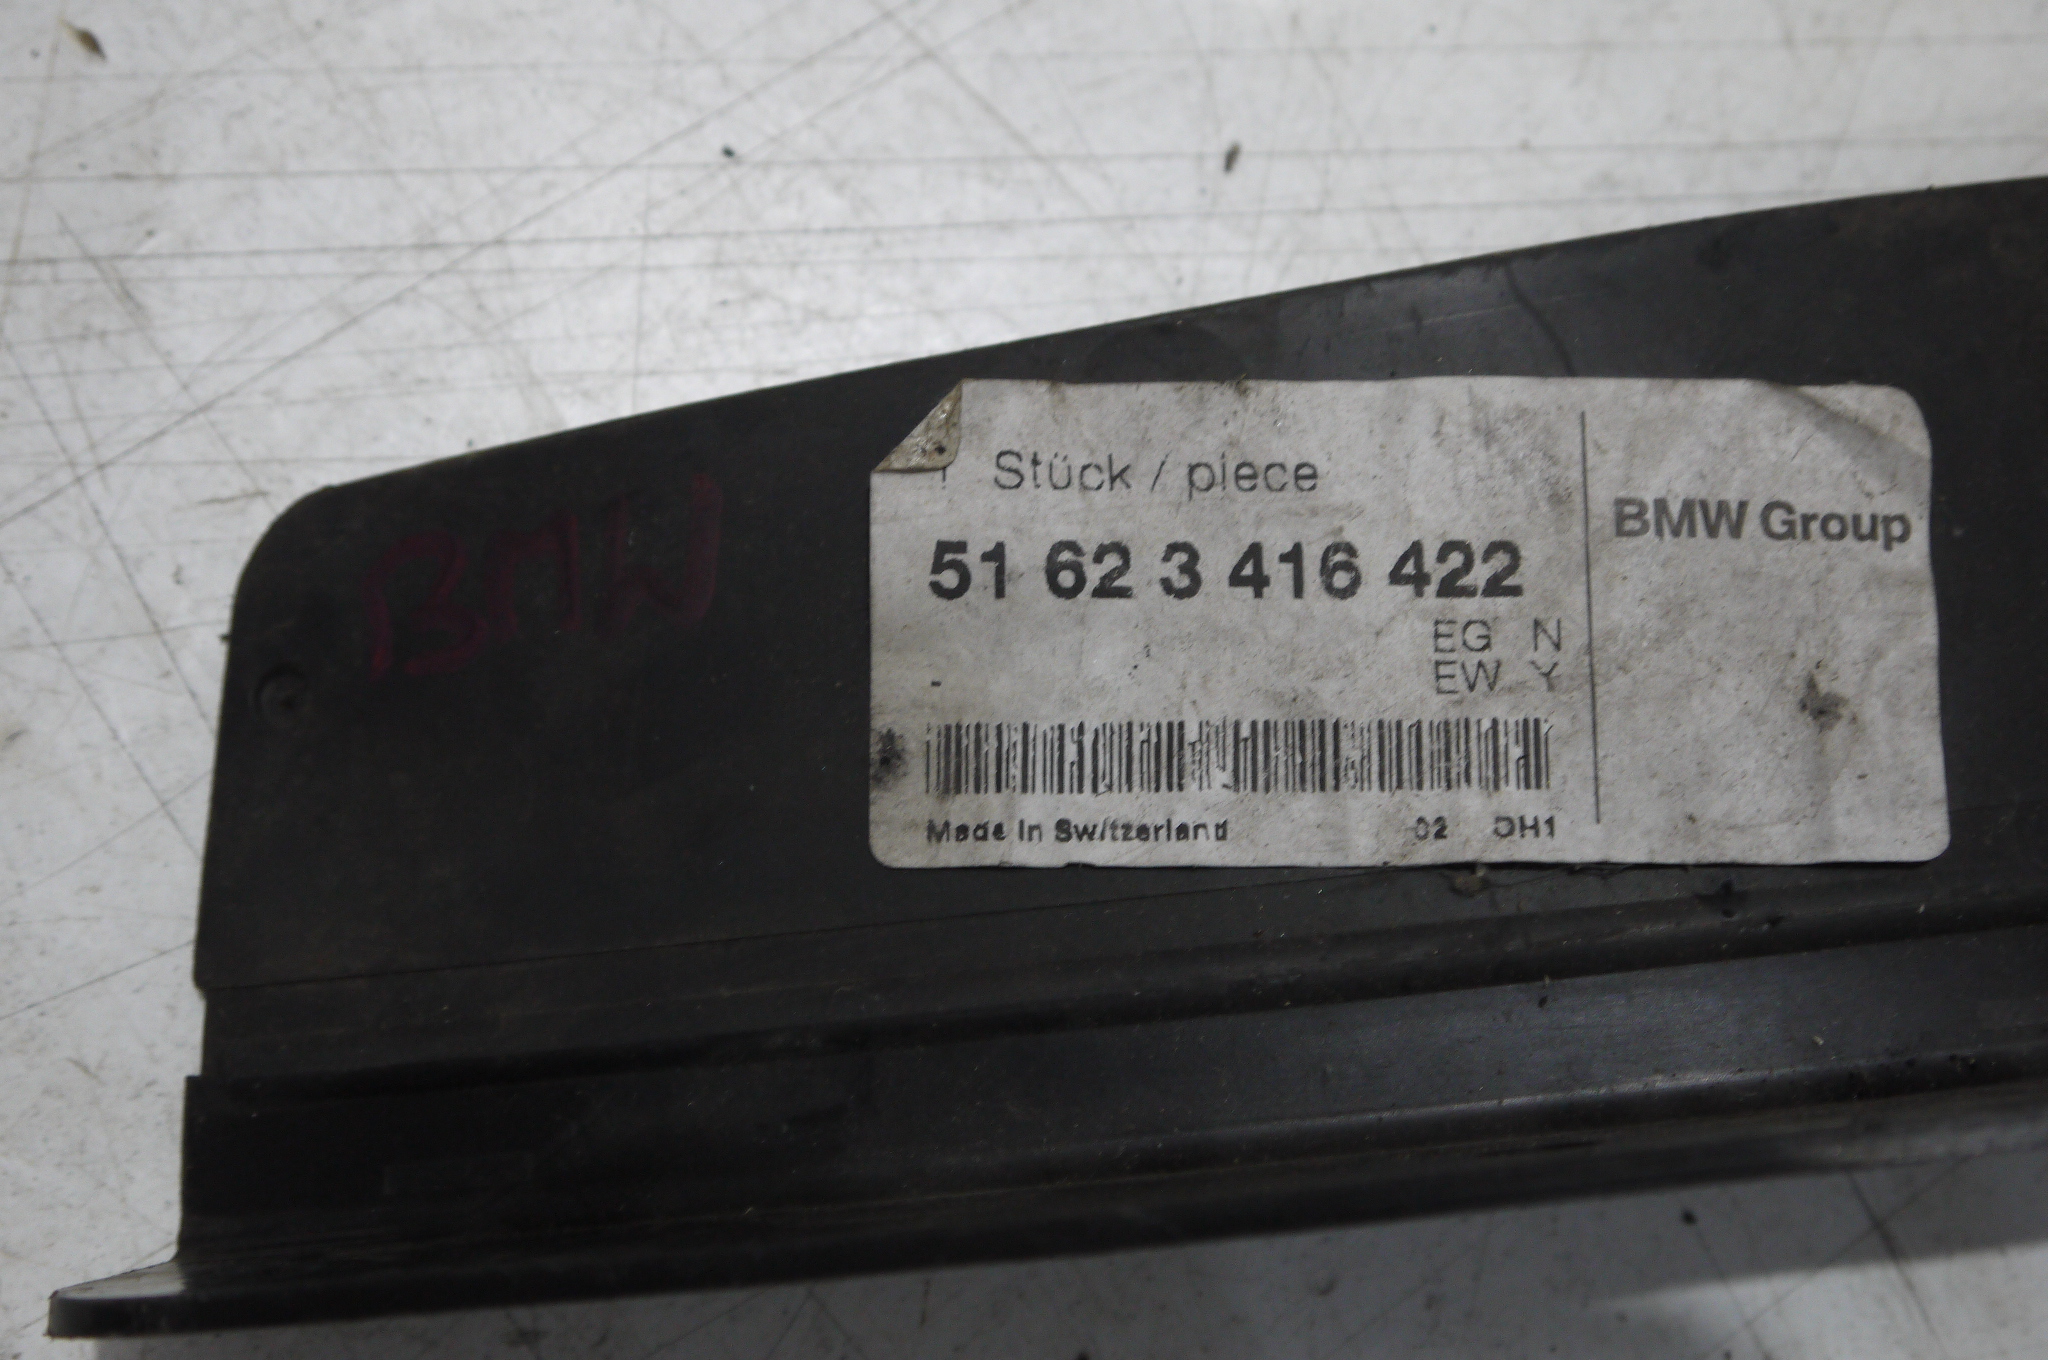 BMW
1 Stück / piece
51 62 3 416 422
BMW Group
EG N
EW Y
-
Made in Switzerland 02 DH1